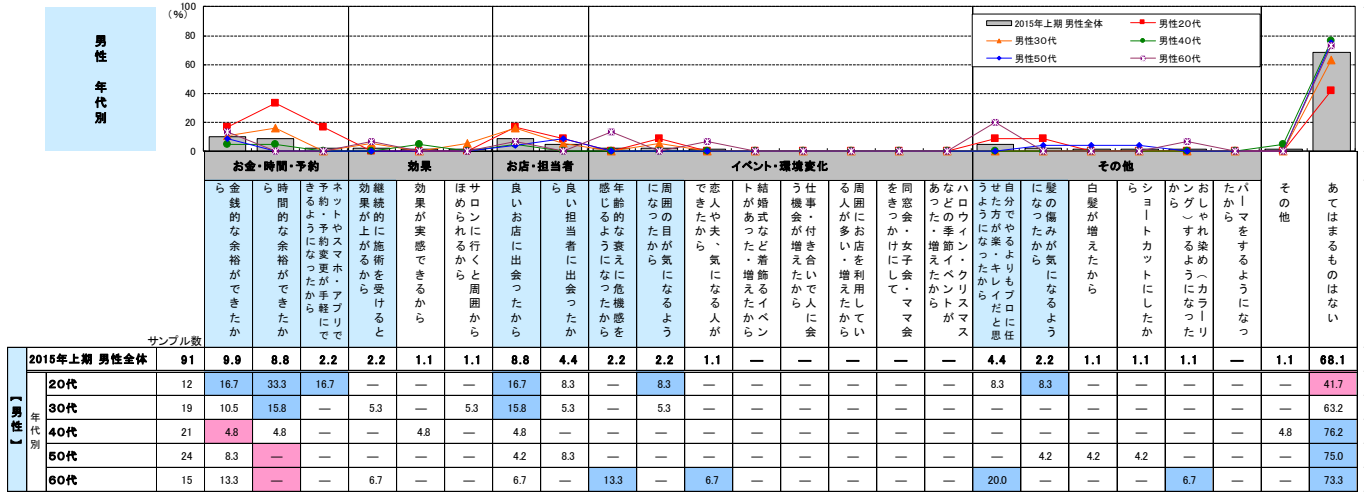 男性 年代別
(%)
100
80
60
40
20
0
2015年上期 男性全体
男性20代
男性30代
男性40代
男性50代
男性60代
お金・時間・予約
効果
お店・担当者
イベント・環境変化
その他
金銭的な余裕ができたから
時間的な余裕ができたから
ネットやスマホ・アプリで予約・予約変更が手軽にできるようになったから
継続的に施術を受けると効果が上がるから
効果が実感できるから
サロンに行くと周囲からほめられるから
良いお店に出会ったから
良い担当者に出会ったから
年齢的な衰えに危機感を感じるようになったから
周囲の目が気になるようになったから
恋人や夫、気になる人ができたから
結婚式など着飾るイベントがあった・増えたから
仕事・付き合いで人に会う機会が増えたから
周囲にお店を利用している人が多い・増えたから
同窓会・女子会・ママ会をきっかけにして
ハロウィン・クリスマスなどの季節イベントがあった・増えたから
自分でやるよりもプロに任せた方が楽・キレイだと思うようになったから
髪の傷みが気になるようになったから
白髪が増えたから
ショートカットにしたから
おしゃれ染め(カラーリング)するようになったから
パーマをするようになったから
その他
あてはまるものはない
サンプル数
2015年上期 男性全体 91 9.9 8.8 2.2 2.2 1.1 1.1 8.8 4.4 2.2 2.2 1.1 — — — — — 4.4 2.2 1.1 1.1 1.1 — 1.1 68.1
【男性】
年代別
20代 12 16.7 33.3 16.7 — — — 16.7 8.3 — 8.3 — — — — — — 8.3 8.3 — — — — — 41.7
30代 19 10.5 15.8 — 5.3 — 5.3 15.8 5.3 — 5.3 — — — — — — — — — — — — — 63.2
40代 21 4.8 4.8 — — 4.8 — 4.8 — — — — — — — — — — — — — — — 4.8 76.2
50代 24 8.3 — — — — — 4.2 8.3 — — — — — — — — — 4.2 4.2 4.2 — — — 75.0
60代 15 13.3 — — 6.7 — — 6.7 — 13.3 — 6.7 — — — — — 20.0 — — — 6.7 — — 73.3